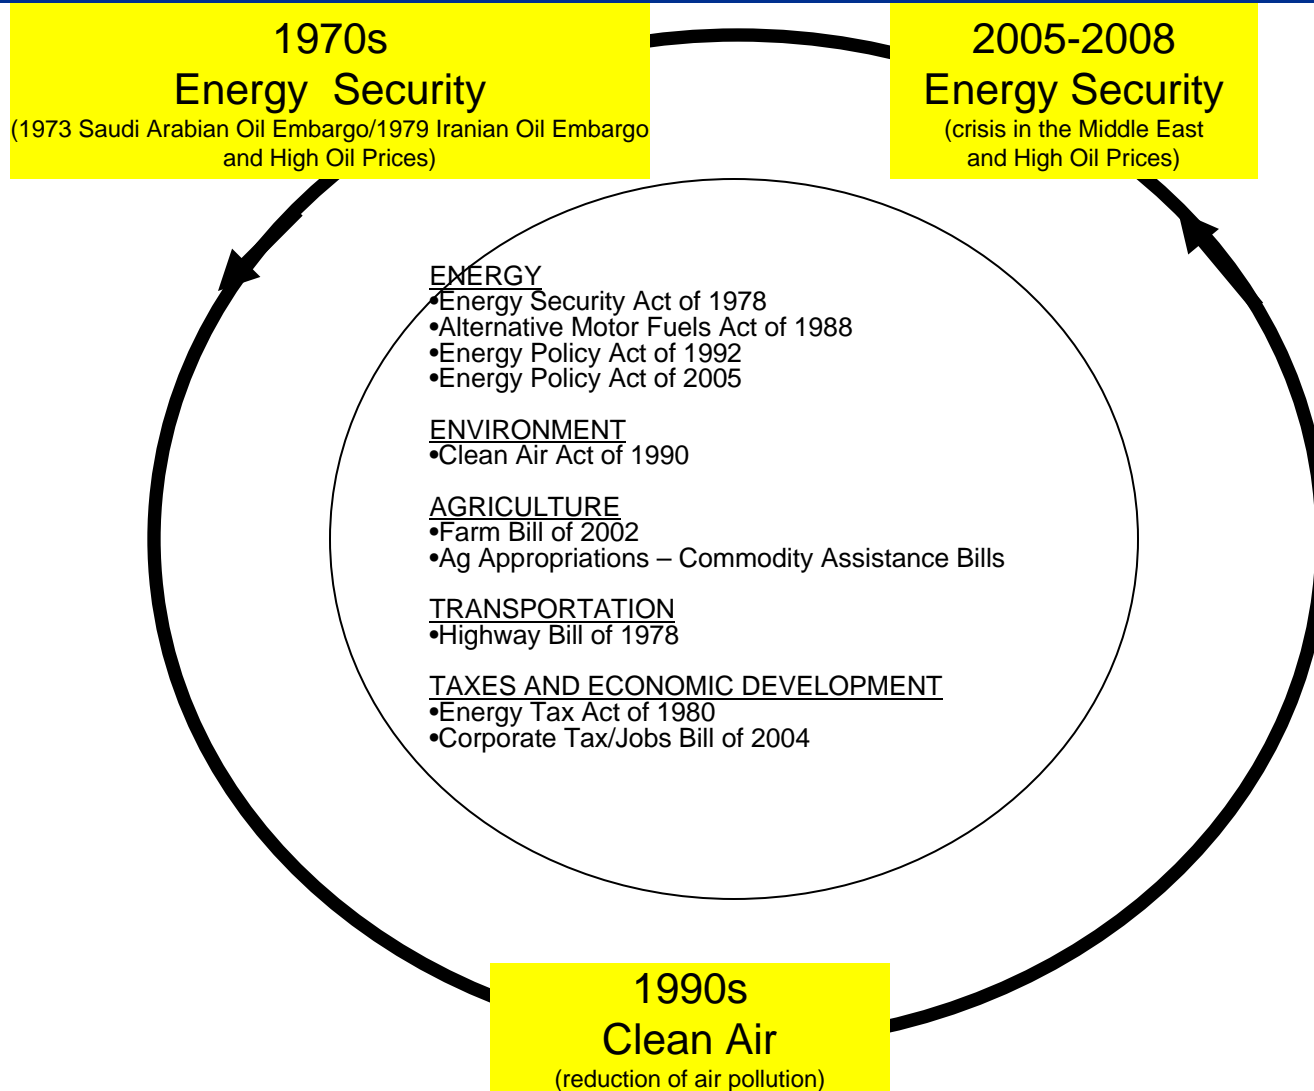 1970s
Energy Security
(1973 Saudi Arabian Oil Embargo/1979 Iranian Oil Embargo
and High Oil Prices)
2005-2008
Energy Security
(crisis in the Middle East
and High Oil Prices)
ENERGY
•Energy Security Act of 1978
•Alternative Motor Fuels Act of 1988
•Energy Policy Act of 1992
•Energy Policy Act of 2005
ENVIRONMENT
•Clean Air Act of 1990
AGRICULTURE
•Farm Bill of 2002
•Ag Appropriations – Commodity Assistance Bills
TRANSPORTATION
•Highway Bill of 1978
TAXES AND ECONOMIC DEVELOPMENT
•Energy Tax Act of 1980
•Corporate Tax/Jobs Bill of 2004
1990s
Clean Air
(reduction of air pollution)